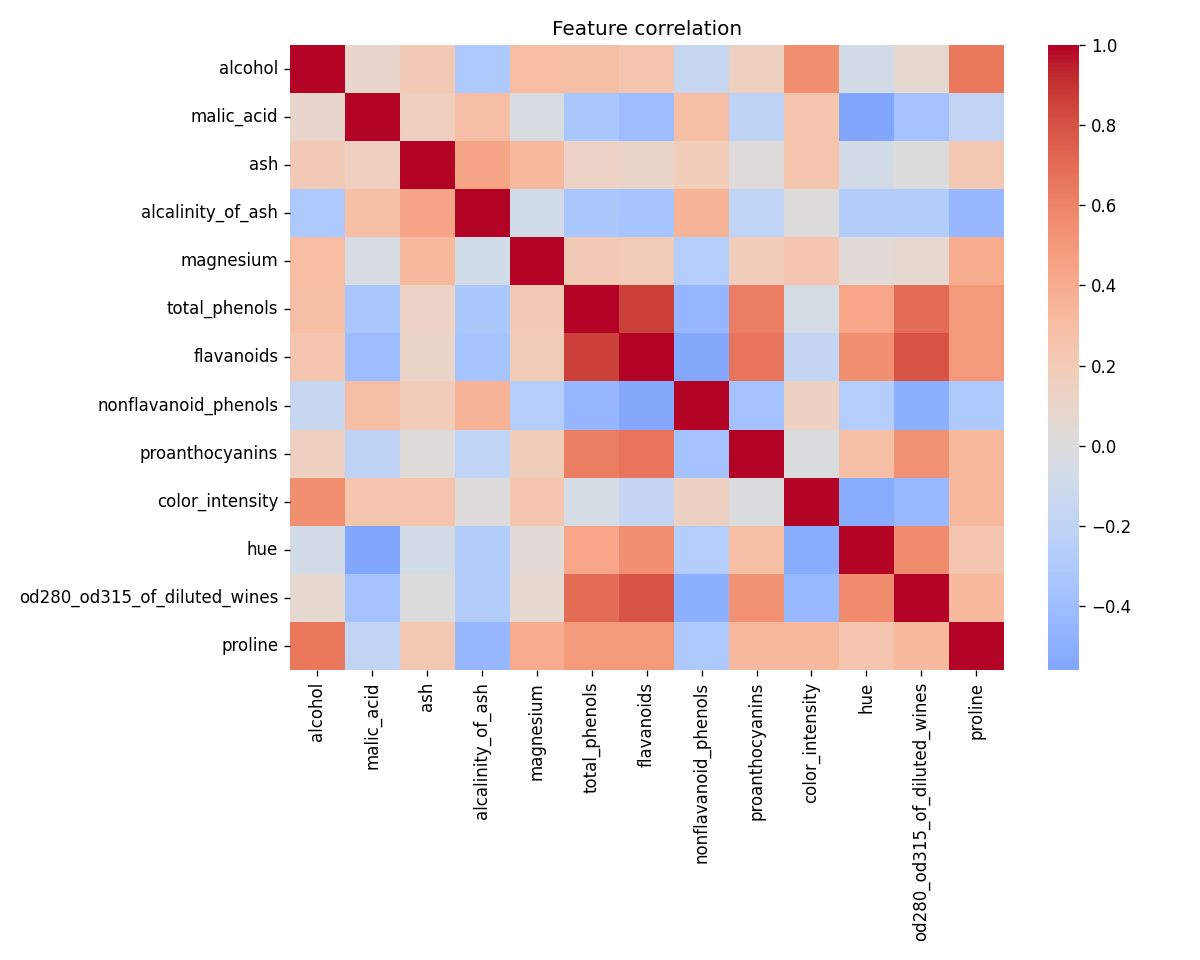 Feature correlation
alcohol
malic_acid
ash
alcalinity_of_ash
magnesium
total_phenols
flavanoids
nonflavanoid_phenols
proanthocyanins
color_intensity
hue
od280_od315_of_diluted_wines
proline
alcohol
malic_acid
ash
alcalinity_of_ash
magnesium
total_phenols
flavanoids
nonflavanoid_phenols
proanthocyanins
color_intensity
hue
od280_od315_of_diluted_wines
proline
1.0
0.8
0.6
0.4
0.2
0.0
−0.2
−0.4